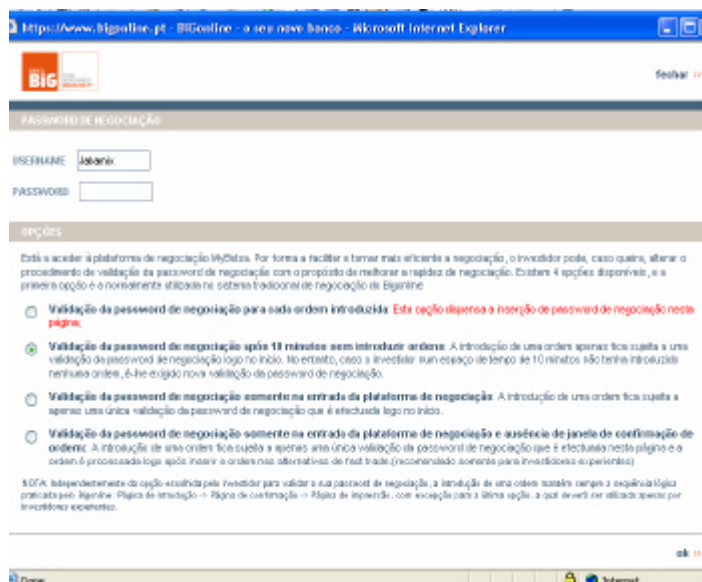 https://www.bigonline.pt - BiGonline - o seu novo banco - Microsoft Internet Explorer
BiG
fechar
PASSWORD DE NEGOCIAÇÃO
USERNAME Jakamix
PASSWORD
OPÇÕES
Está a aceder à plataforma de negociação MyBolsa. Por forma a facilitar e tornar mais eficiente a negociação, o investidor pode, caso queira, alterar o
procedimento de validação da password de negociação com o propósito de melhorar a rapidez de negociação. Existem 4 opções disponíveis, e a
primeira opção é a normalmente utilizada no sistema tradicional de negociação do Bigonline
Validação da password de negociação para cada ordem introduzida: Esta opção dispensa a inserção de password de negociação nesta
página;
Validação da password de negociação após 10 minutos sem introduzir ordens: A introdução de uma ordem apenas fica sujeita a uma
validação da password de negociação logo no início. No entanto, caso o investidor num espaço de tempo de 10 minutos não tenha introduzido
nenhuma ordem, é-lhe exigido nova validação da password de negociação.
Validação da password de negociação somente na entrada da plataforma de negociação: A introdução de uma ordem fica sujeita a
apenas uma única validação da password de negociação que é efectuada logo no início.
Validação da password de negociação somente na entrada da plataforma de negociação e ausência de janela de confirmação de
ordens: A introdução de uma ordem fica sujeita a apenas uma única validação da password de negociação que é efectuada nesta página e a
ordem é processada logo após inserir a ordem nas alternativas de fast trade.(recomendado somente para investidores experientes)
NOTA: Independentemente da opção escolhida pelo investidor para validar a sua password de negociação, a introdução de uma ordem mantém sempre a sequência lógica
praticada pelo Bigonline: Página de introdução -> Página de confirmação -> Página de impressão, com excepção para a última opção, a qual deverá ser utilizada apenas por
investidores experientes.
ok
Done Internet